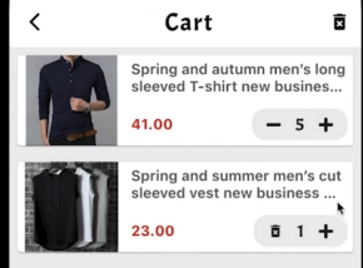 Cart
Spring and autumn men's long
sleeved T-shirt new busines...
41.00
− 5 +
Spring and summer men's cut
sleeved vest new business ...
23.00
1 +